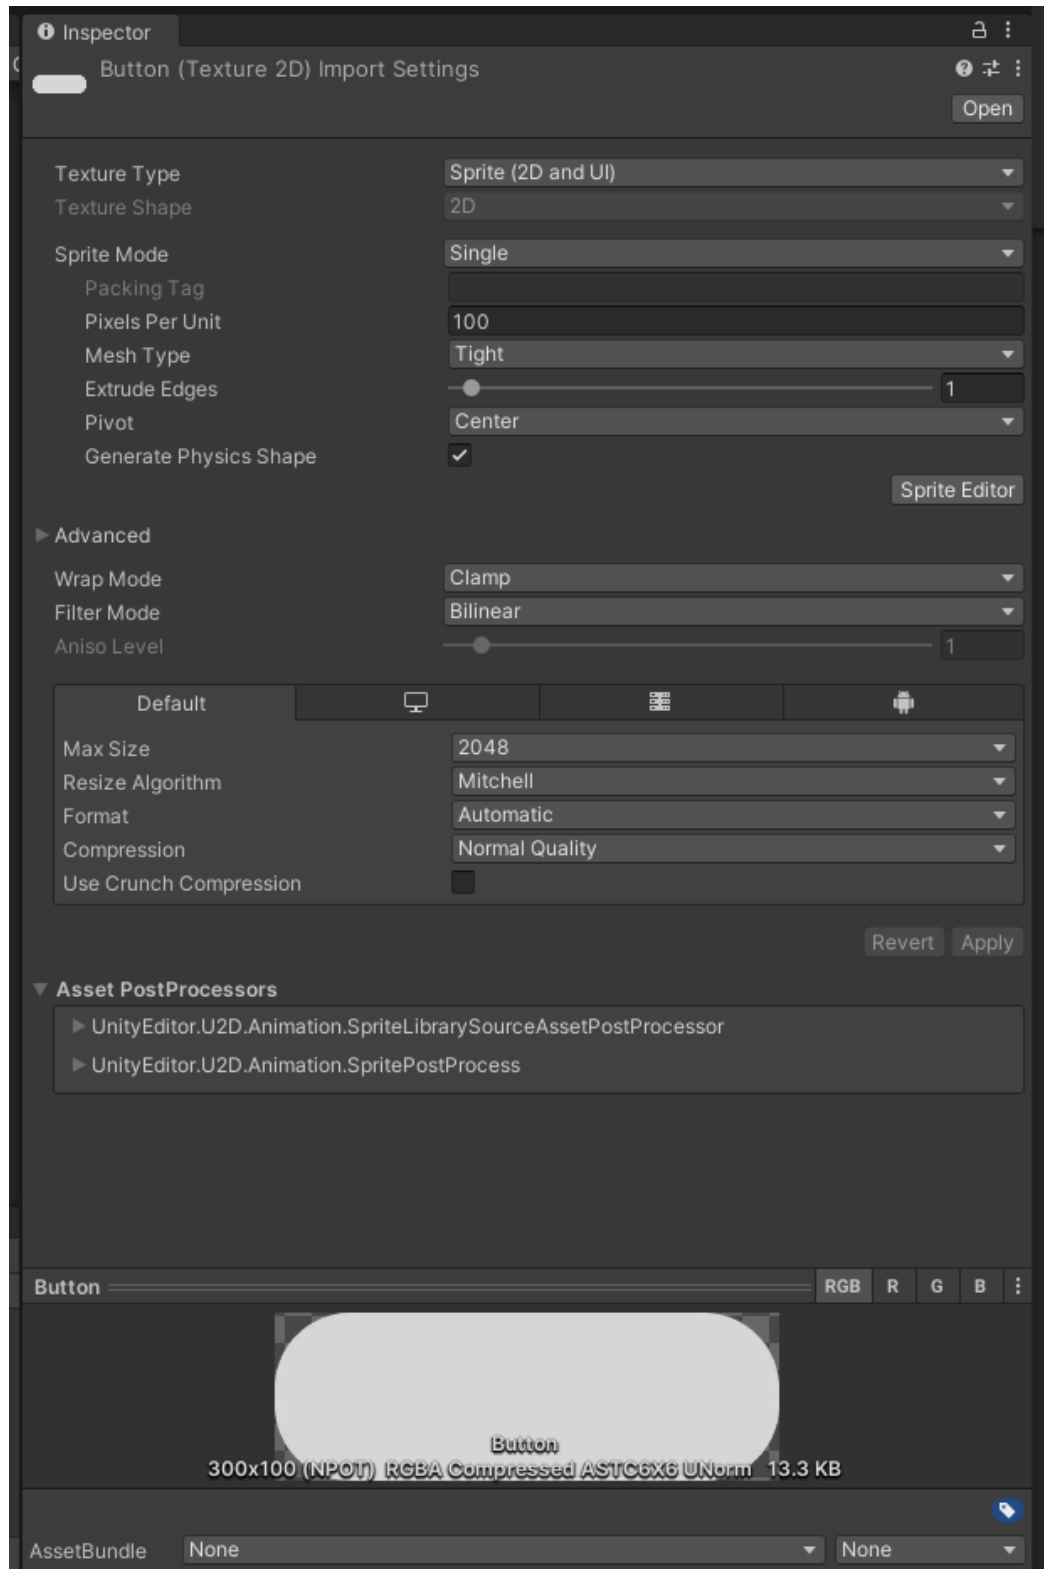 Inspector
Button (Texture 2D) Import Settings
Open
Texture Type Sprite (2D and UI)
Texture Shape 2D
Sprite Mode Single
Packing Tag
Pixels Per Unit 100
Mesh Type Tight
Extrude Edges 1
Pivot Center
Generate Physics Shape
Sprite Editor
Advanced
Wrap Mode Clamp
Filter Mode Bilinear
Aniso Level 1
Default
Max Size 2048
Resize Algorithm Mitchell
Format Automatic
Compression Normal Quality
Use Crunch Compression
Revert Apply
Asset PostProcessors
UnityEditor.U2D.Animation.SpriteLibrarySourceAssetPostProcessor
UnityEditor.U2D.Animation.SpritePostProcess
Button RGB R G B
Button
300x100 (NPOT) RGBA Compressed ASTC6X6 UNorm 13.3 KB
AssetBundle None None